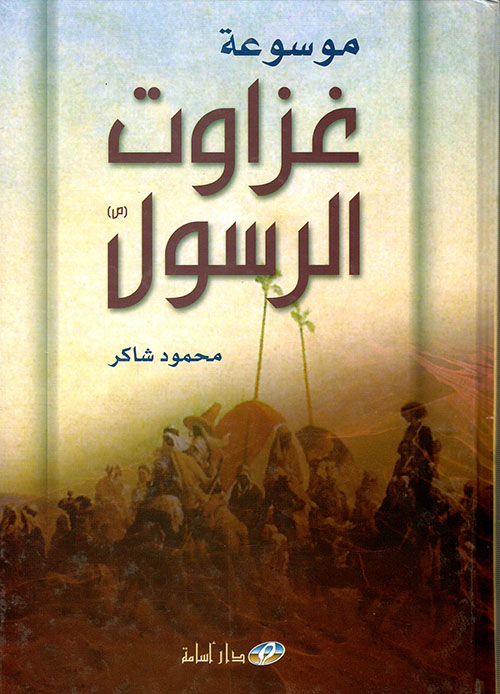 موسوعة
غزاوت
الرسول (ص)
محمود شاكر
دار أسامة